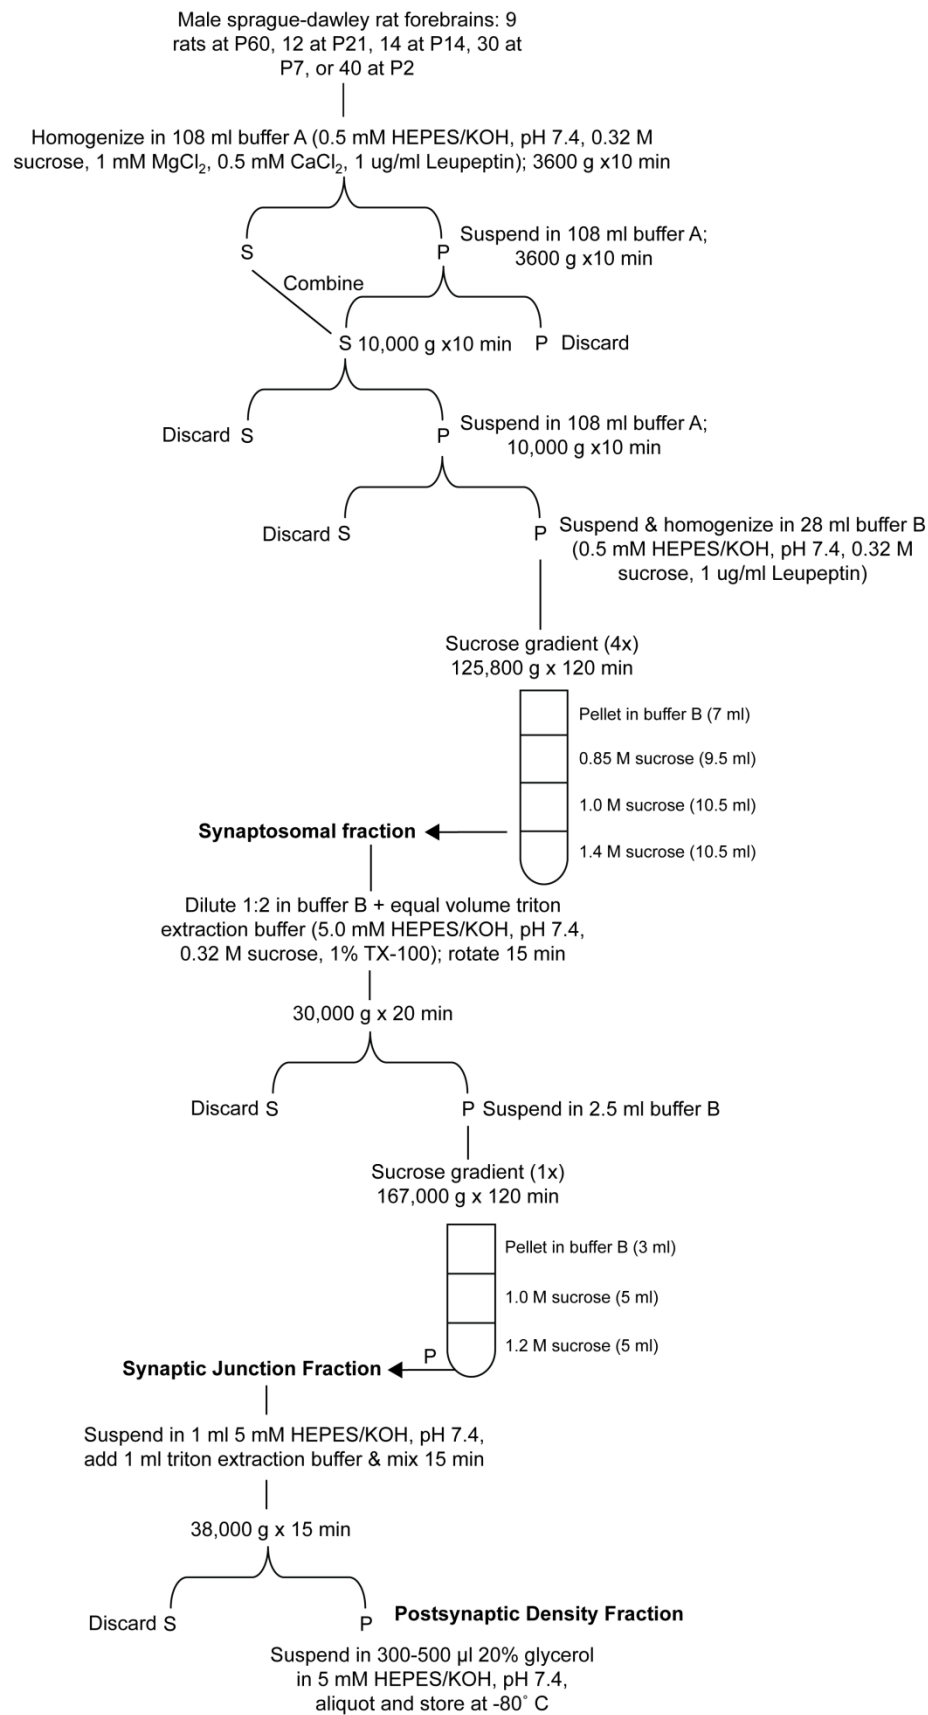 Male sprague-dawley rat forebrains: 9
rats at P60, 12 at P21, 14 at P14, 30 at
P7, or 40 at P2
Homogenize in 108 ml buffer A (0.5 mM HEPES/KOH, pH 7.4, 0.32 M
sucrose, 1 mM MgCl₂, 0.5 mM CaCl₂, 1 ug/ml Leupeptin); 3600 g x10 min
S
P
Suspend in 108 ml buffer A;
3600 g x10 min
Combine
S 10,000 g x10 min
P Discard
Discard S
P
Suspend in 108 ml buffer A;
10,000 g x10 min
Discard S
P
Suspend & homogenize in 28 ml buffer B
(0.5 mM HEPES/KOH, pH 7.4, 0.32 M
sucrose, 1 ug/ml Leupeptin)
Sucrose gradient (4x)
125,800 g x 120 min
Pellet in buffer B (7 ml)
0.85 M sucrose (9.5 ml)
1.0 M sucrose (10.5 ml)
Synaptosomal fraction
1.4 M sucrose (10.5 ml)
Dilute 1:2 in buffer B + equal volume triton
extraction buffer (5.0 mM HEPES/KOH, pH 7.4,
0.32 M sucrose, 1% TX-100); rotate 15 min
30,000 g x 20 min
Discard S
P Suspend in 2.5 ml buffer B
Sucrose gradient (1x)
167,000 g x 120 min
Pellet in buffer B (3 ml)
1.0 M sucrose (5 ml)
1.2 M sucrose (5 ml)
P
Synaptic Junction Fraction
Suspend in 1 ml 5 mM HEPES/KOH, pH 7.4,
add 1 ml triton extraction buffer & mix 15 min
38,000 g x 15 min
Discard S
P
Postsynaptic Density Fraction
Suspend in 300-500 µl 20% glycerol
in 5 mM HEPES/KOH, pH 7.4,
aliquot and store at -80° C